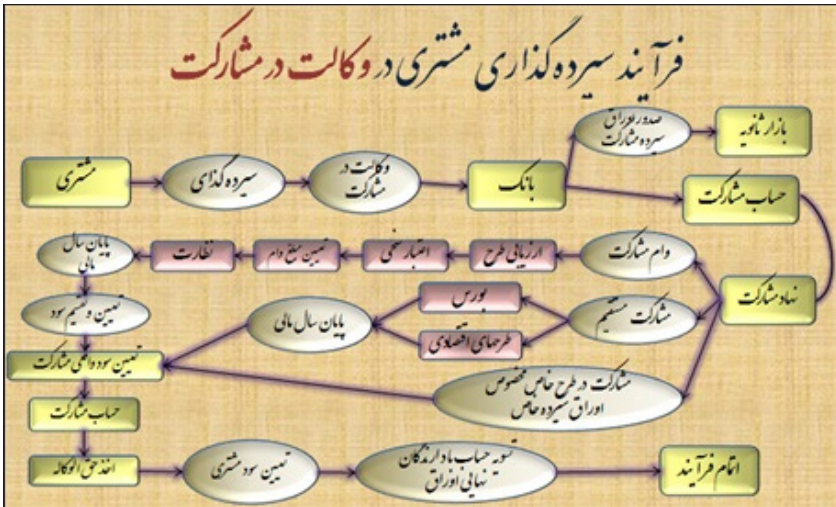 فرآیند سپرده گذاری مشتری در وکالت در مشارکت
مشتری
سپرده گذای
وکالت در
مشارکت
بانک
صدور اوراق
سپرده مشارکت
بازار ثانویه
حساب مشارکت
نهاد مشارکت
وام مشارکت
ارزیابی طرح
اعتبار سنجی
تعیین مبلغ وام
نظارت
پایان سال
مالی
تعیین و تقسیم سود
مشارکت مستقیم
بورس
طرحهای اقتصادی
پایان سال مالی
تعیین سود واقعی مشارکت
مشارکت در طرح خاص مخصوص
اوراق سپرده خاص
حساب مشارکت
اخذ حق الوکاله
تعیین سود مشتری
تسویه حساب با دارندگان
نهایی اوراق
اتمام فرآیند